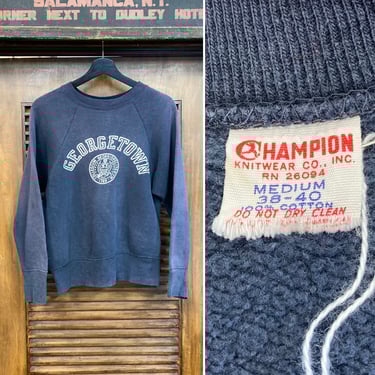 SALAMANCA, N.Y.
CORNER NEXT TO DUDLEY HOTEL
GEORGETOWN
CHAMPION
KNITWEAR CO., INC.
RN 26094
MEDIUM
38-40
100% COTTON
DO NOT DRY CLEAN